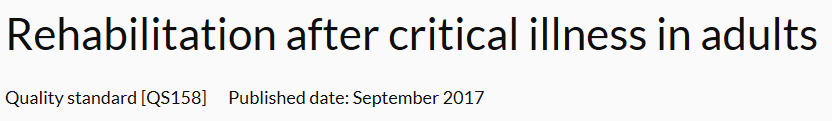 Rehabilitation after critical illness in adults
Quality standard [QS158] Published date: September 2017